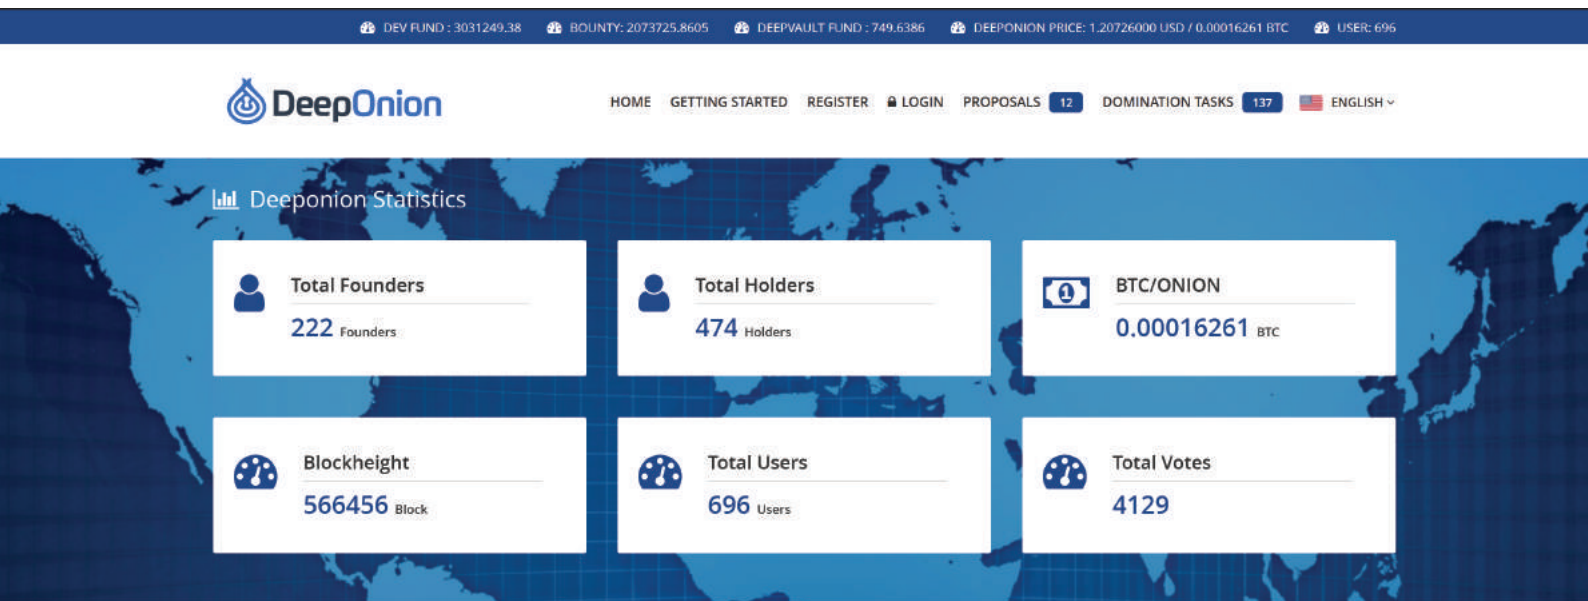 DEV FUND : 3031249.38 BOUNTY: 2073725.8605 DEEPVAULT FUND : 749.6386 DEEPONION PRICE: 1.20726000 USD / 0.00016261 BTC USER: 696
DeepOnion HOME GETTING STARTED REGISTER LOGIN PROPOSALS 12 DOMINATION TASKS 137 ENGLISH
Deeponion Statistics
Total Founders
222 Founders
Total Holders
474 Holders
BTC/ONION
0.00016261 BTC
Blockheight
566456 Block
Total Users
696 Users
Total Votes
4129